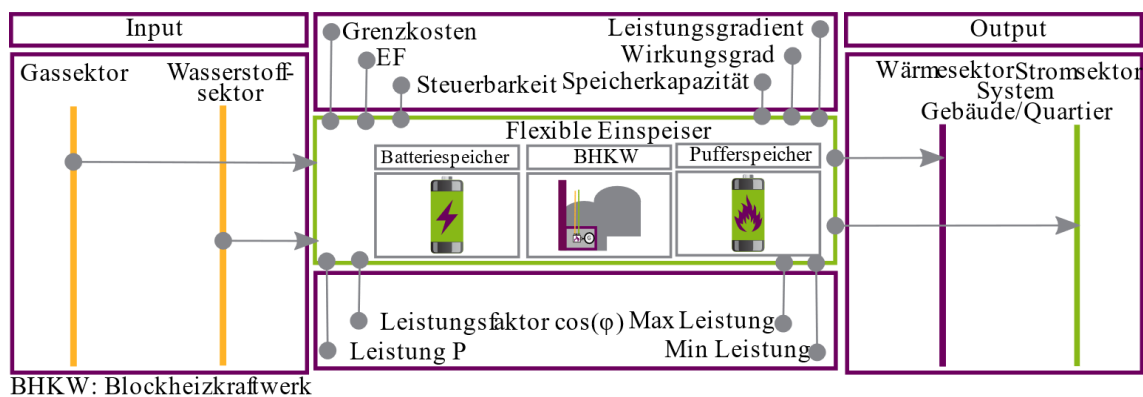 Input
Gassektor
Wasserstoff-
sektor
Grenzkosten
EF
Steuerbarkeit
Leistungsgradient
Wirkungsgrad
Speicherkapazität
Flexible Einspeiser
Batteriespeicher
BHKW
Pufferspeicher
Leistungsfaktor cos(φ)
Leistung P
Max Leistung
Min Leistung
Output
Wärmesektor Stromsektor
System
Gebäude/Quartier
BHKW: Blockheizkraftwerk